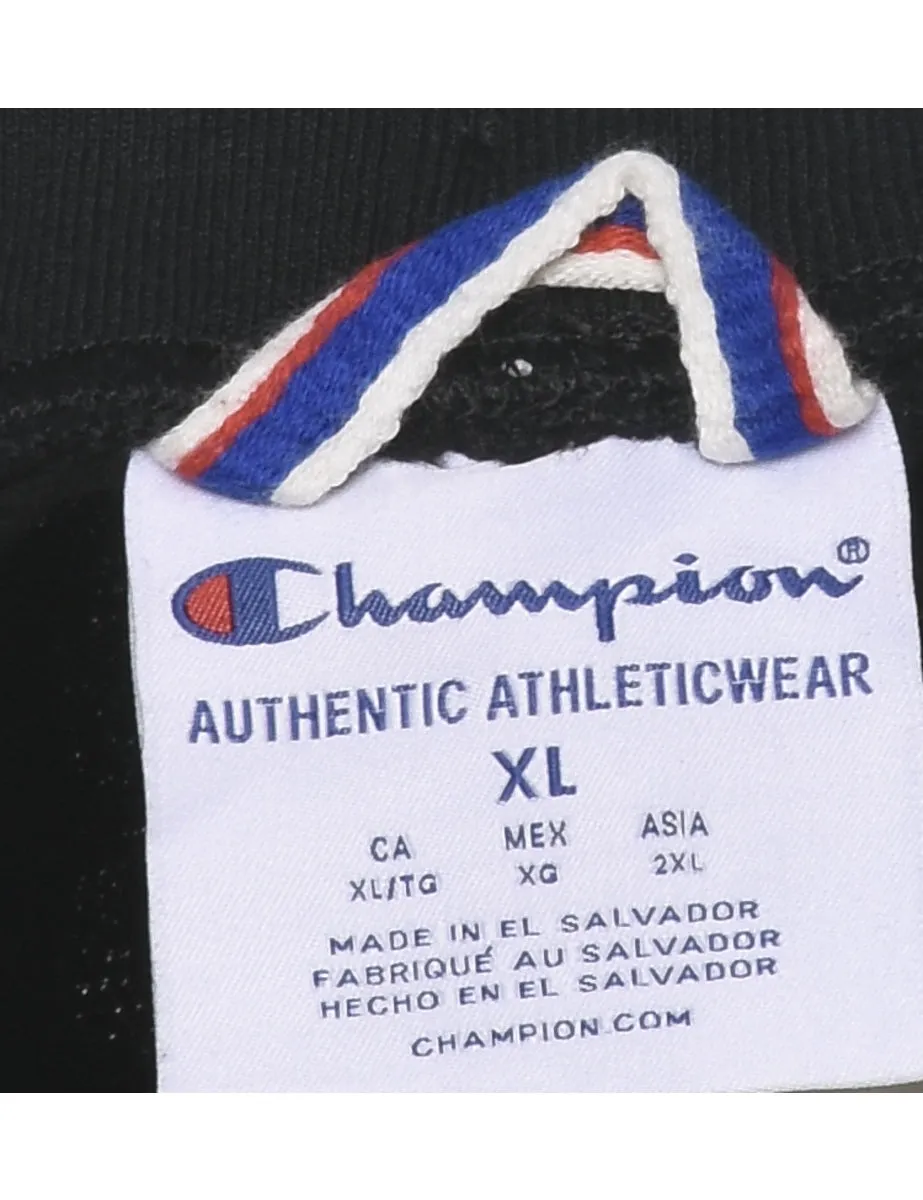 Champion®
AUTHENTIC ATHLETICWEAR
XL
CA MEX ASIA
XL/TG XG 2XL
MADE IN EL SALVADOR
FABRIQUÉ AU SALVADOR
HECHO EN EL SALVADOR
CHAMPION.COM